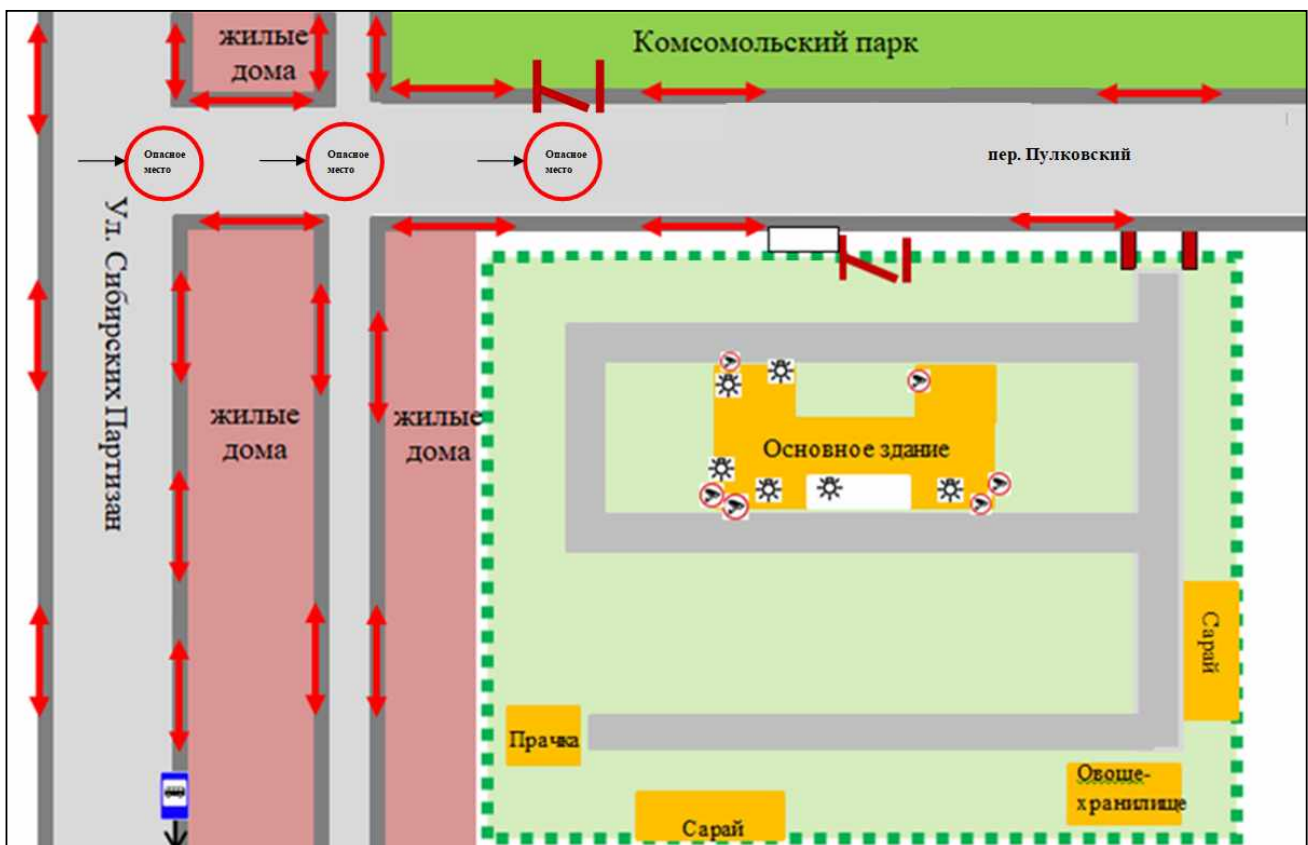 жилые
дома
Комсомольский парк
Опасное
место
Опасное
место
Опасное
место
пер. Пулковский
Ул. Сибирских Партизан
жилые
дома
жилые
дома
Основное здание
Сарай
Прачка
Овоще-
хранилище
Сарай